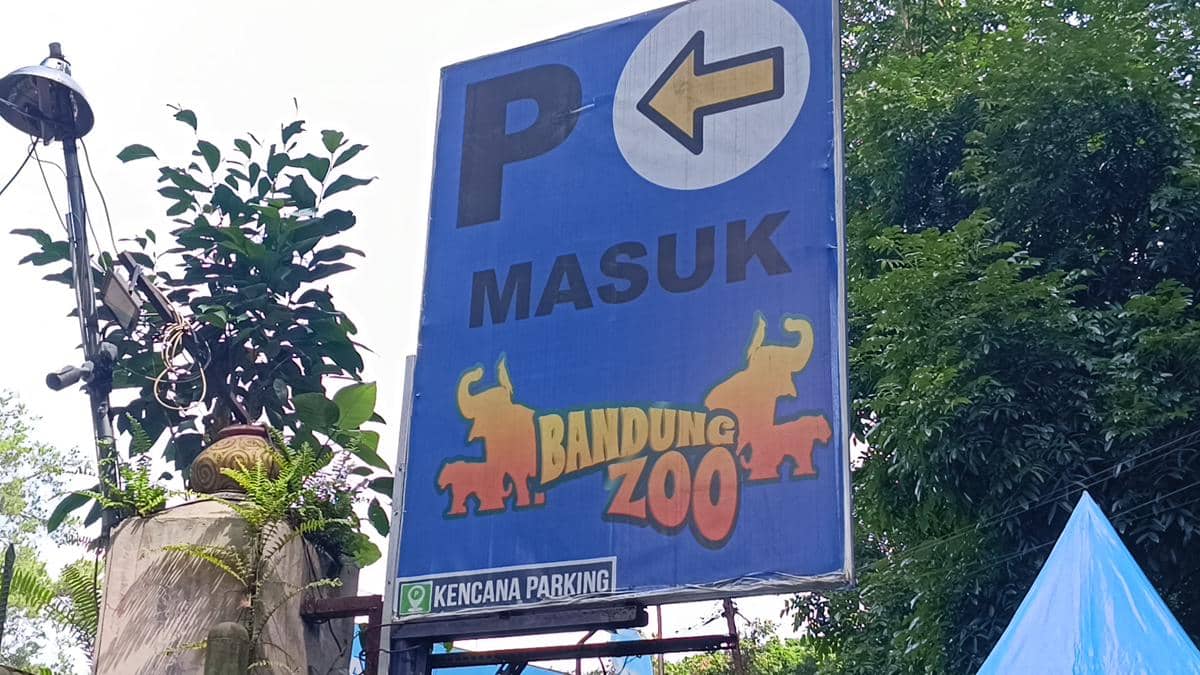 P
MASUK
BANDUNG
ZOO
KENCANA PARKING